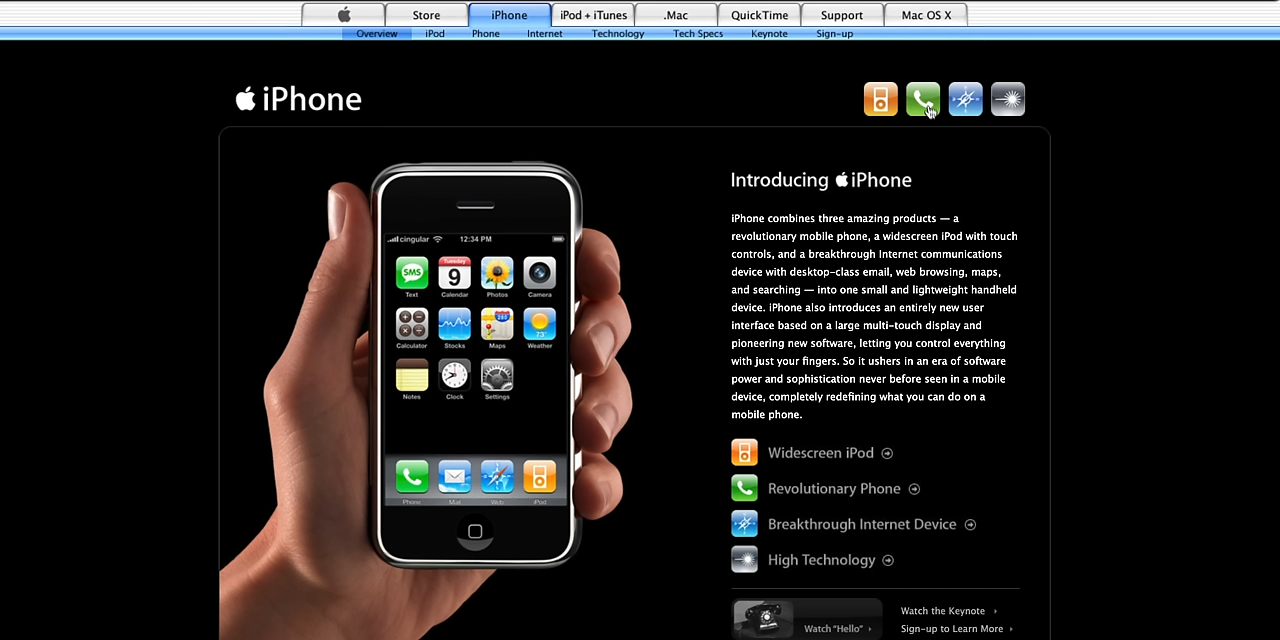 Store iPhone iPod + iTunes .Mac QuickTime Support Mac OS X
Overview iPod Phone Internet Technology Tech Specs Keynote Sign-up
iPhone
Introducing iPhone
iPhone combines three amazing products — a
revolutionary mobile phone, a widescreen iPod with touch
controls, and a breakthrough Internet communications
device with desktop-class email, web browsing, maps,
and searching — into one small and lightweight handheld
device. iPhone also introduces an entirely new user
interface based on a large multi-touch display and
pioneering new software, letting you control everything
with just your fingers. So it ushers in an era of software
power and sophistication never before seen in a mobile
device, completely redefining what you can do on a
mobile phone.
Widescreen iPod
Revolutionary Phone
Breakthrough Internet Device
High Technology
Watch "Hello"
Watch the Keynote
Sign-up to Learn More
cingular 12:34 PM
SMS
Tuesday
9
280
73°
Text Calendar Photos Camera
Calculator Stocks Maps Weather
Notes Clock Settings
Phone Mail Web iPod